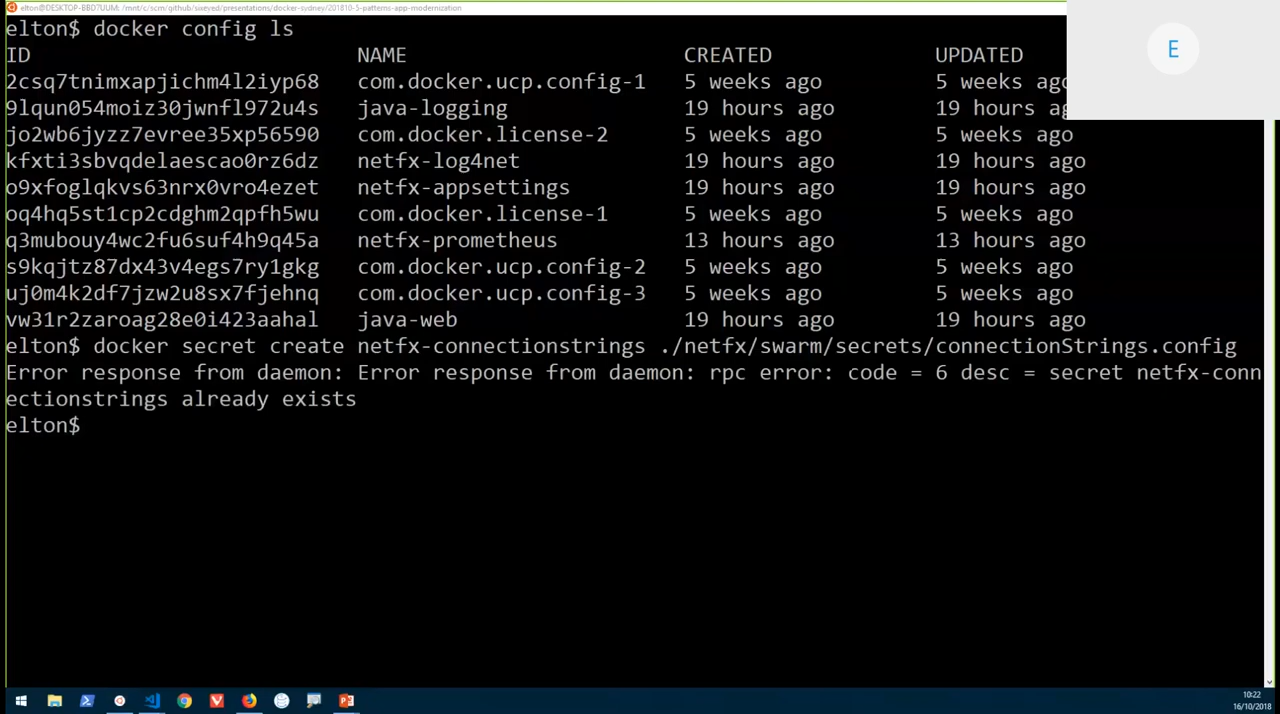 elton@DESKTOP-BBD7UUM: /mnt/c/scm/github/sixeyed/presentations/docker-sydney/201810-5-patterns-app-modernization
elton$ docker config ls
E
ID NAME CREATED UPDATED
2csq7tnimxapjichm4l2iyp68 com.docker.ucp.config-1 5 weeks ago 5 weeks ago
9lqun054moiz30jwnfl972u4s java-logging 19 hours ago 19 hours ag
jo2wb6jyzz7evree35xp56590 com.docker.license-2 5 weeks ago 5 weeks ago
kfxti3sbvqdelaescao0rz6dz netfx-log4net 19 hours ago 19 hours ago
o9xfoglqkvs63nrx0vro4ezet netfx-appsettings 19 hours ago 19 hours ago
oq4hq5st1cp2cdghm2qpfh5wu com.docker.license-1 5 weeks ago 5 weeks ago
q3mubouy4wc2fu6suf4h9q45a netfx-prometheus 13 hours ago 13 hours ago
s9kqjtz87dx43v4egs7ry1gkg com.docker.ucp.config-2 5 weeks ago 5 weeks ago
uj0m4k2df7jzw2u8sx7fjehnq com.docker.ucp.config-3 5 weeks ago 5 weeks ago
vw31r2zaroag28e0i423aahal java-web 19 hours ago 19 hours ago
elton$ docker secret create netfx-connectionstrings ./netfx/swarm/secrets/connectionStrings.config
Error response from daemon: Error response from daemon: rpc error: code = 6 desc = secret netfx-conn
ectionstrings already exists
elton$
10:22
16/10/2018